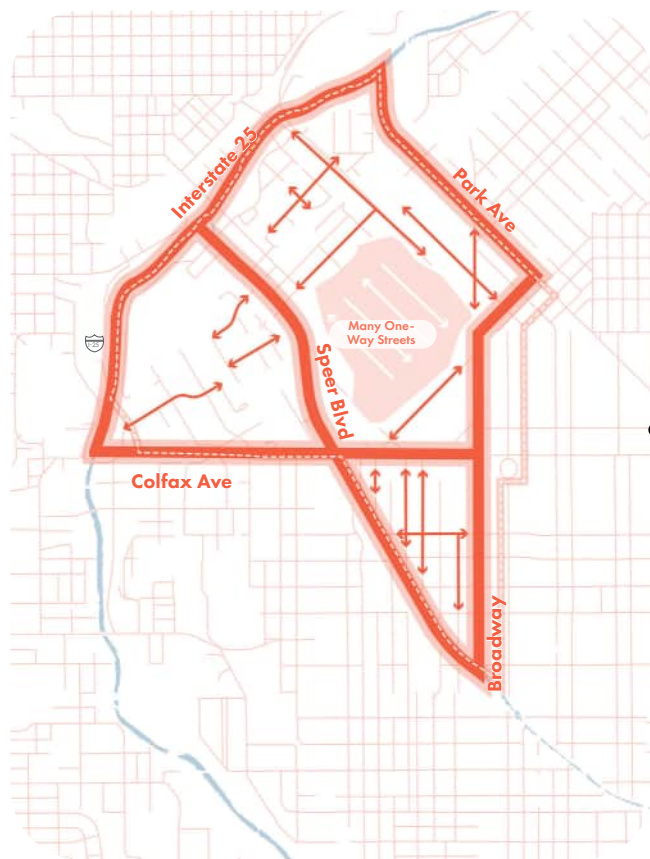 Interstate 25
Park Ave
Many One-
Way Streets
Speer Blvd
Colfax Ave
Broadway